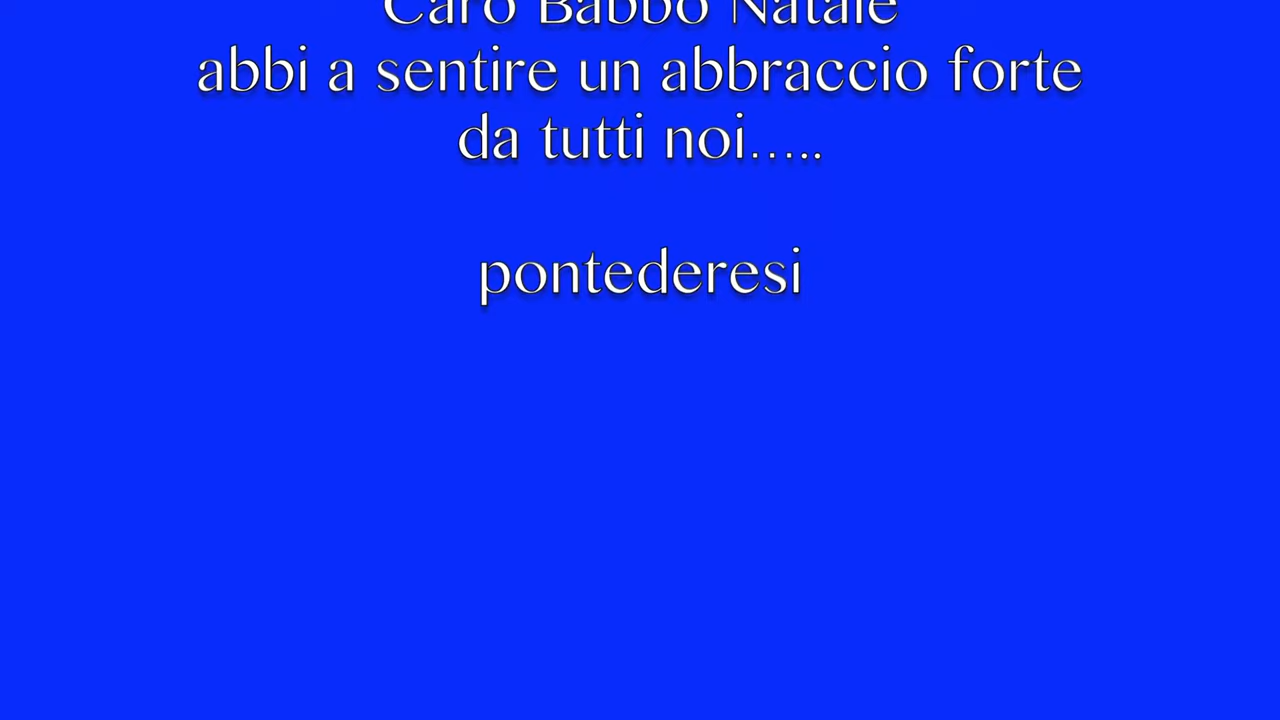 Caro Babbo Natale
abbi a sentire un abbraccio forte
da tutti noi.....
pontederesi